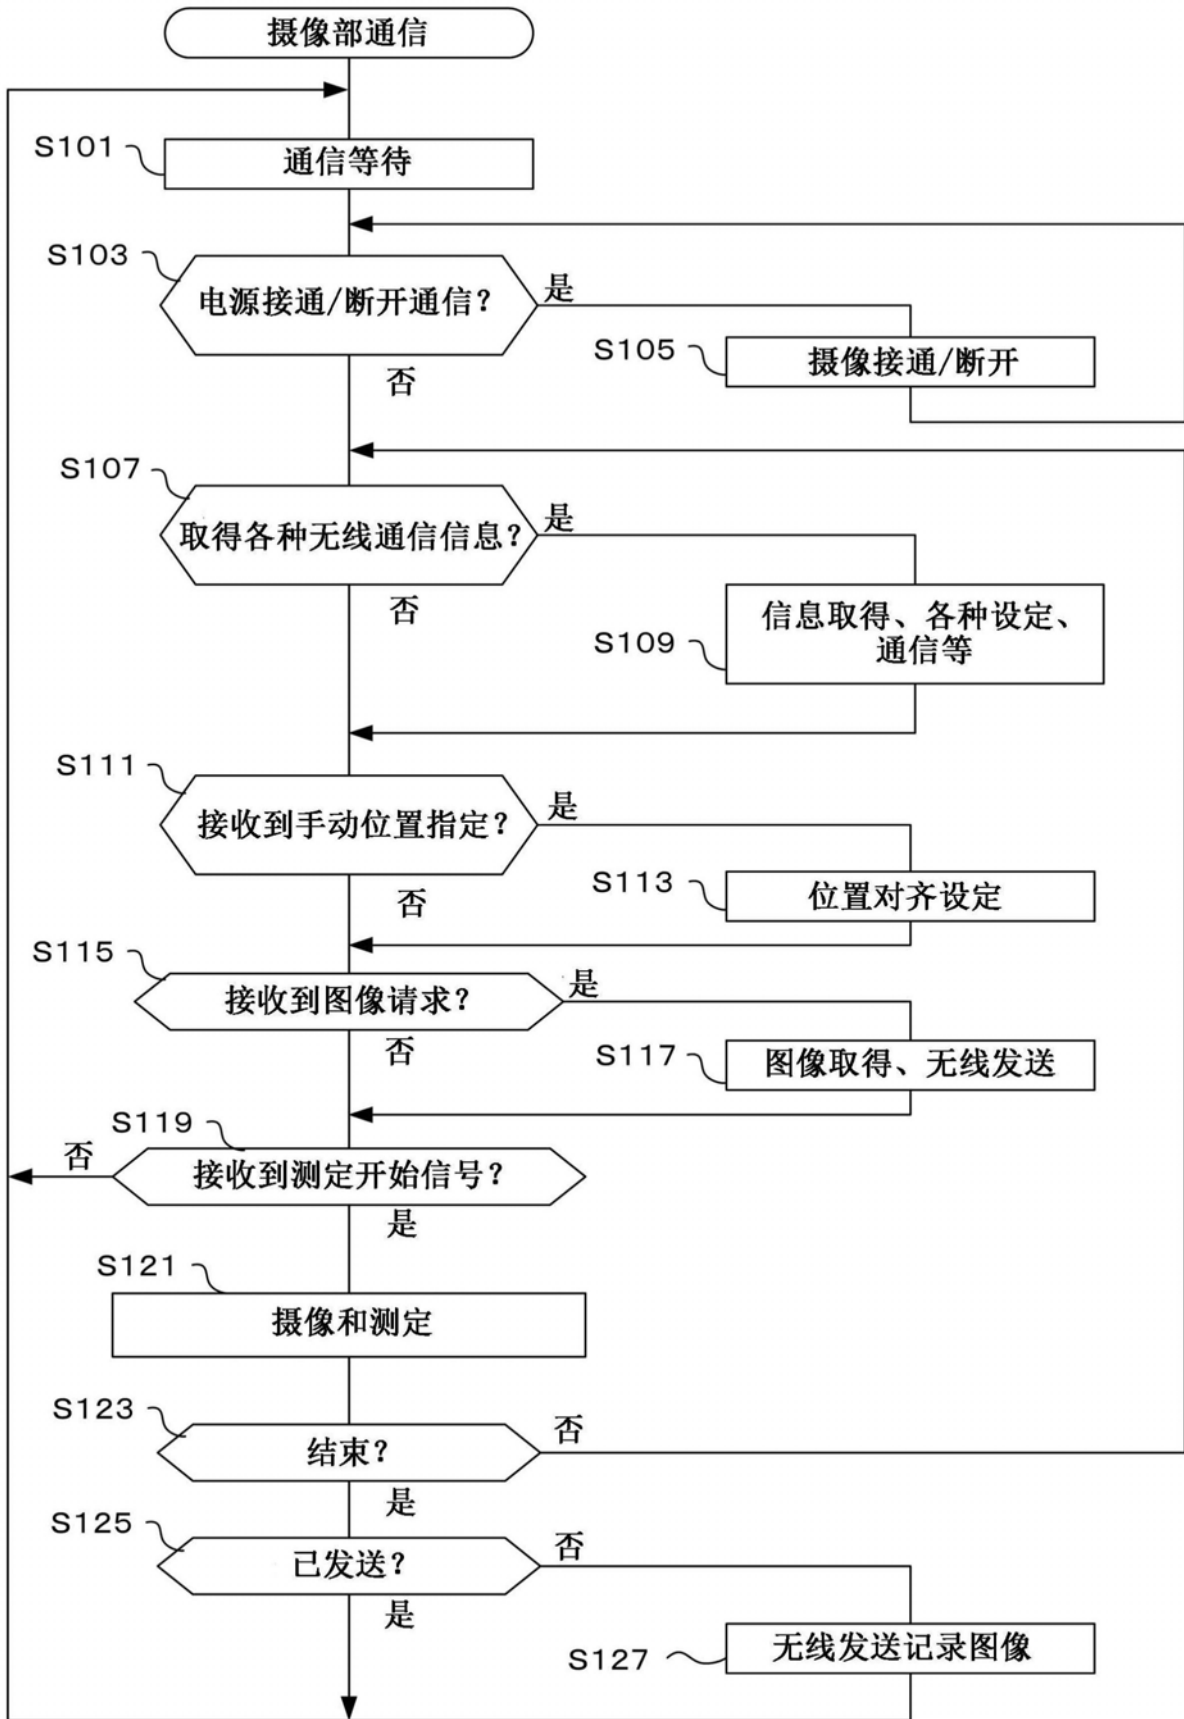 摄像部通信
S101
通信等待
S103
电源接通/断开通信？
是
否
S105
摄像接通/断开
S107
取得各种无线通信信息？
是
否
S109
信息取得、各种设定、
通信等
S111
接收到手动位置指定？
是
否
S113
位置对齐设定
S115
接收到图像请求？
是
否
S117
图像取得、无线发送
S119
否
接收到测定开始信号？
是
S121
摄像和测定
S123
结束？
否
是
S125
已发送？
否
是
S127
无线发送记录图像